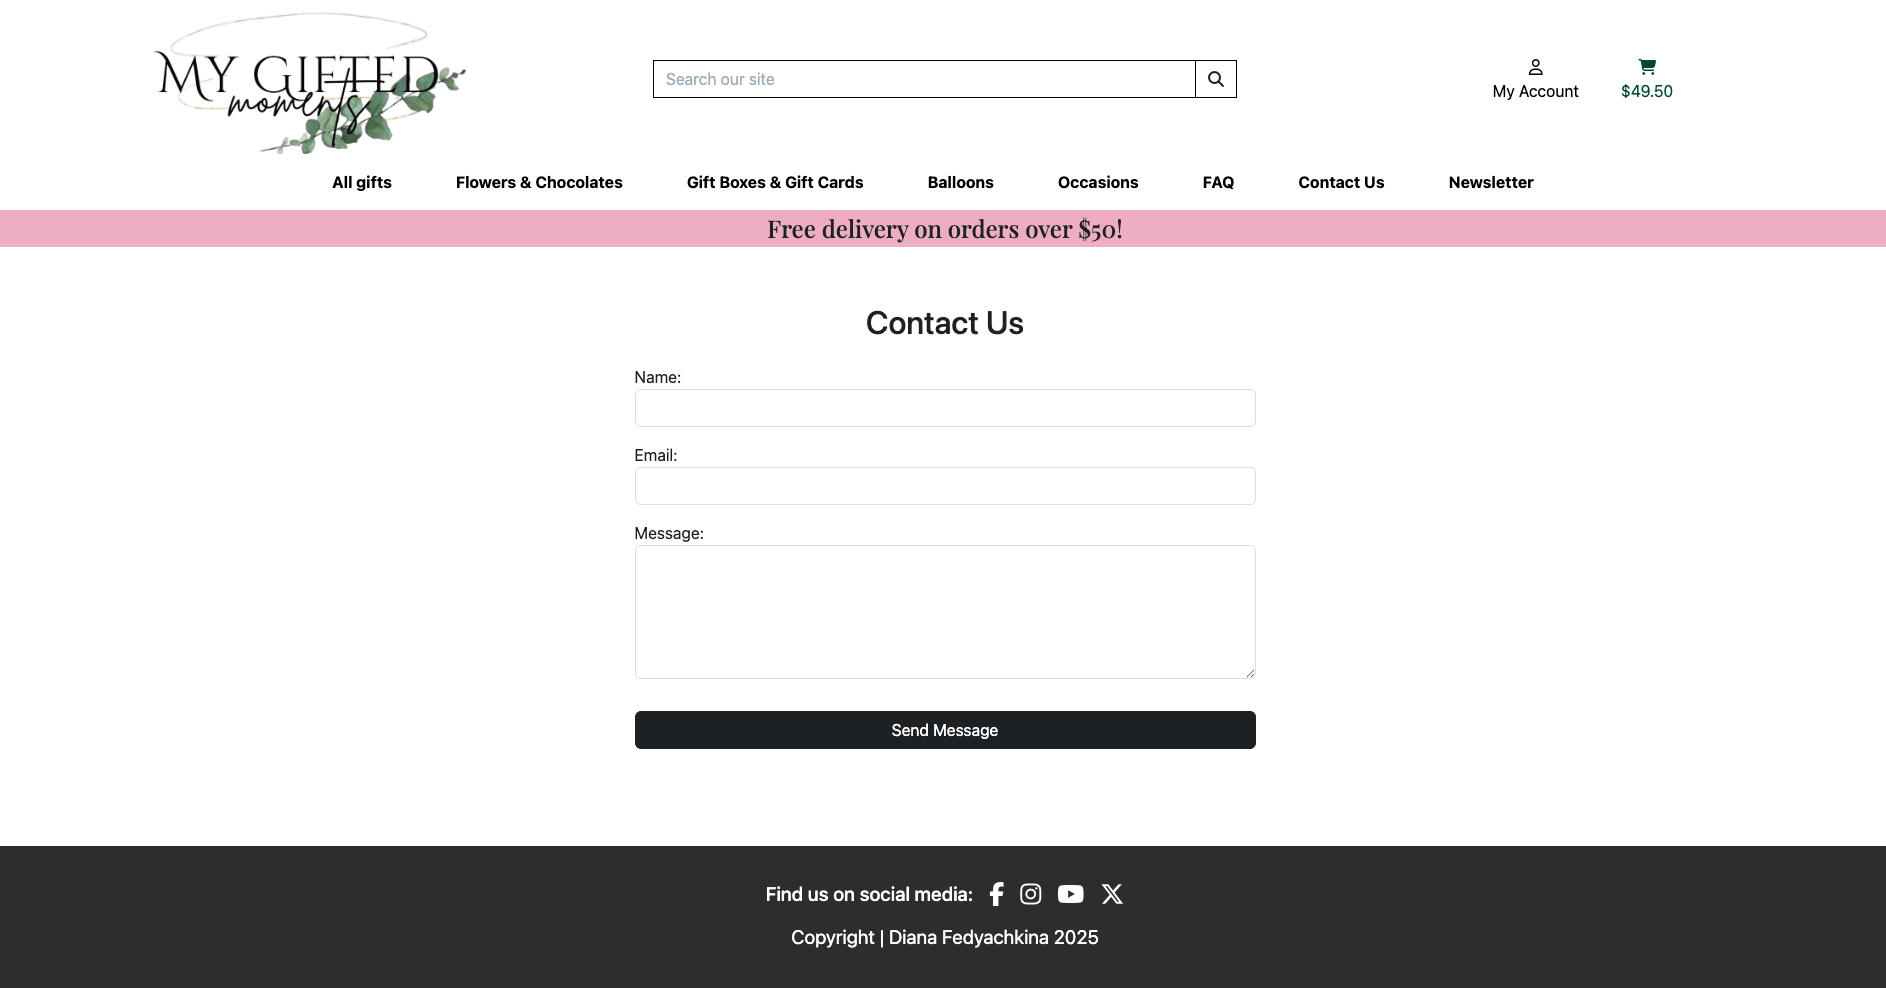 MY GIFTED
moments
Search our site
My Account
$49.50
All gifts
Flowers & Chocolates
Gift Boxes & Gift Cards
Balloons
Occasions
FAQ
Contact Us
Newsletter
Free delivery on orders over $50!
Contact Us
Name:
Email:
Message:
Send Message
Find us on social media:
Copyright | Diana Fedyachkina 2025